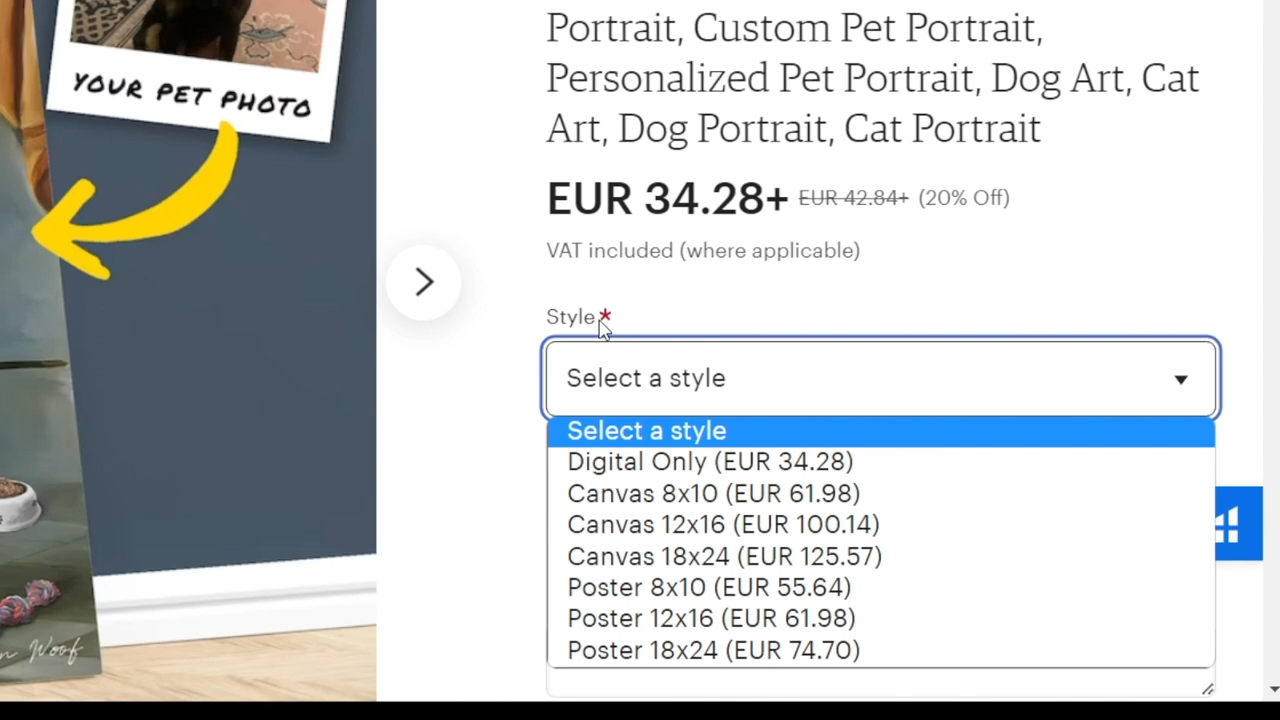 YOUR PET PHOTO
Woof
Portrait, Custom Pet Portrait,
Personalized Pet Portrait, Dog Art, Cat
Art, Dog Portrait, Cat Portrait
EUR 34.28+ EUR 42.84+ (20% Off)
VAT included (where applicable)
Style *
Select a style
Select a style
Digital Only (EUR 34.28)
Canvas 8x10 (EUR 61.98)
Canvas 12x16 (EUR 100.14)
Canvas 18x24 (EUR 125.57)
Poster 8x10 (EUR 55.64)
Poster 12x16 (EUR 61.98)
Poster 18x24 (EUR 74.70)